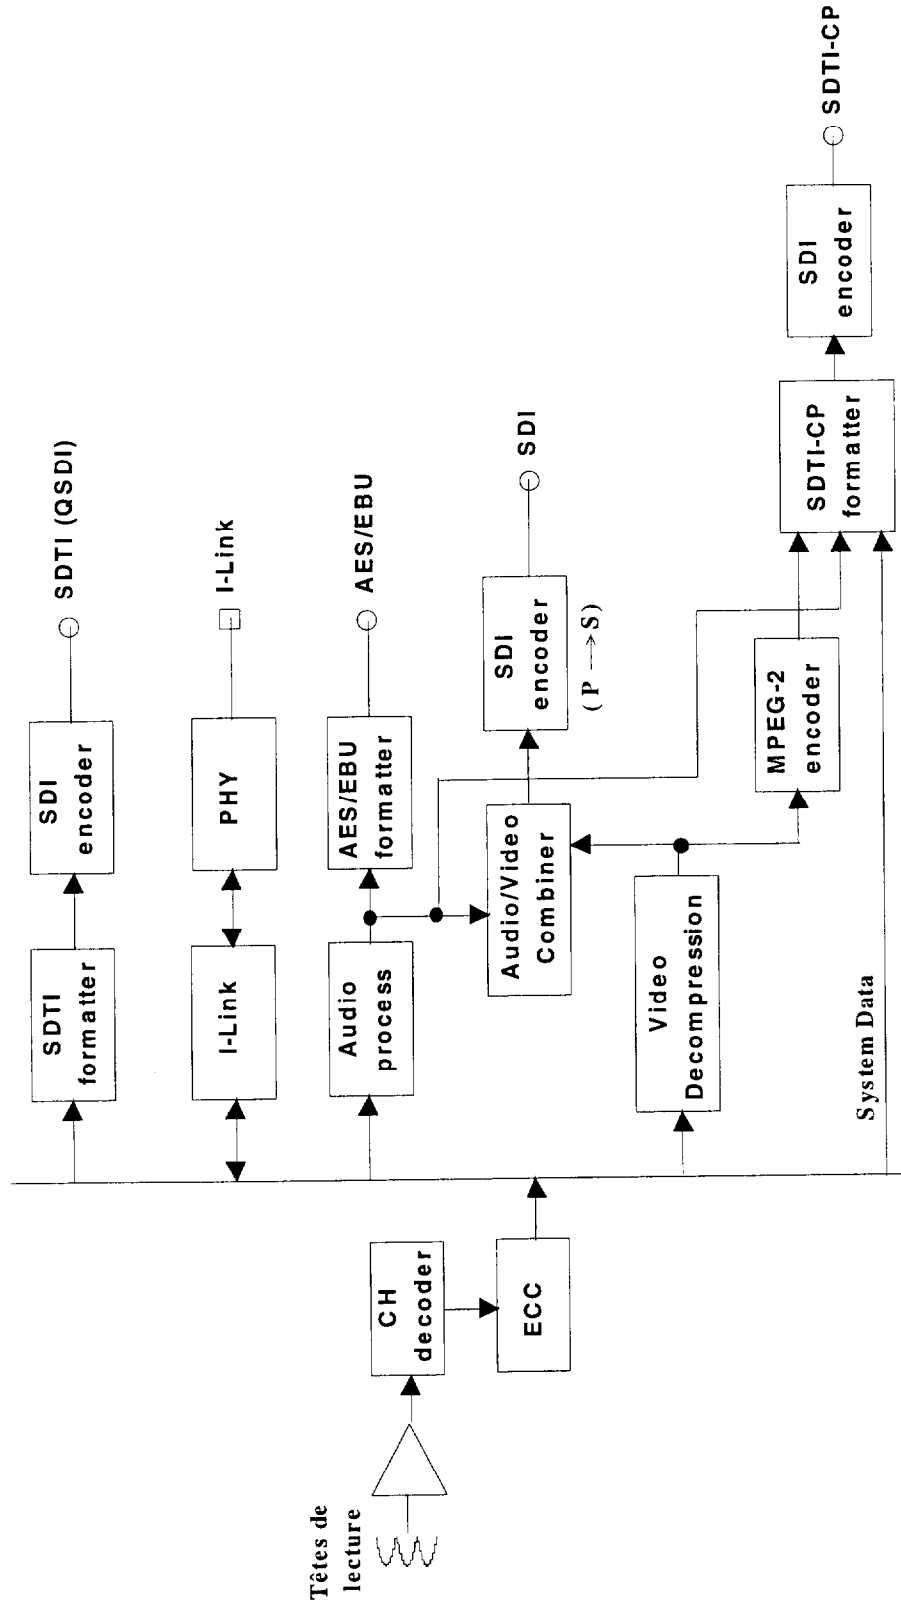 Têtes de
lecture
CH
decoder
ECC
SDTI
formatter
SDI
encoder
SDTI (QSDI)
I-Link
PHY
I-Link
Audio
process
AES/EBU
formatter
AES/EBU
Audio/Video
Combiner
SDI
encoder
(P → S)
SDI
Video
Decompression
MPEG-2
encoder
System Data
SDTI-CP
formatter
SDI
encoder
SDTI-CP